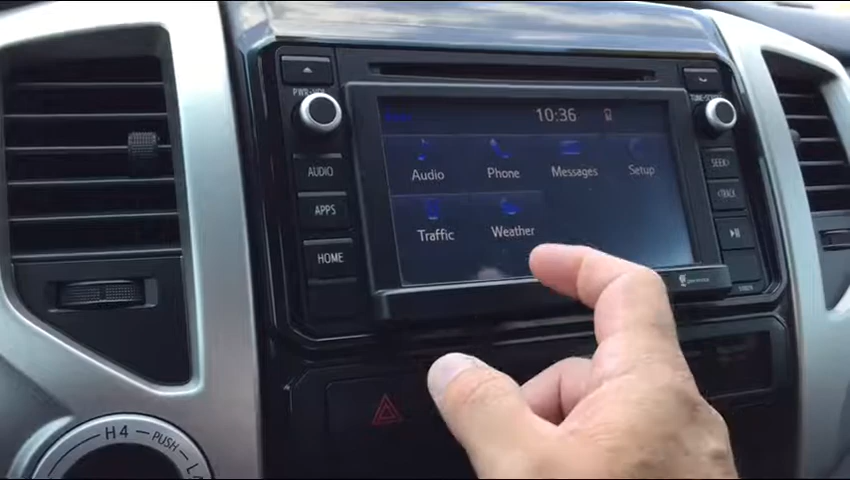 PWR·VOL
10:36
TUNE·SCROLL
AUDIO
APPS
HOME
Audio
Phone
Messages
Setup
Traffic
Weather
SEEK
TRACK
H4
PUSH